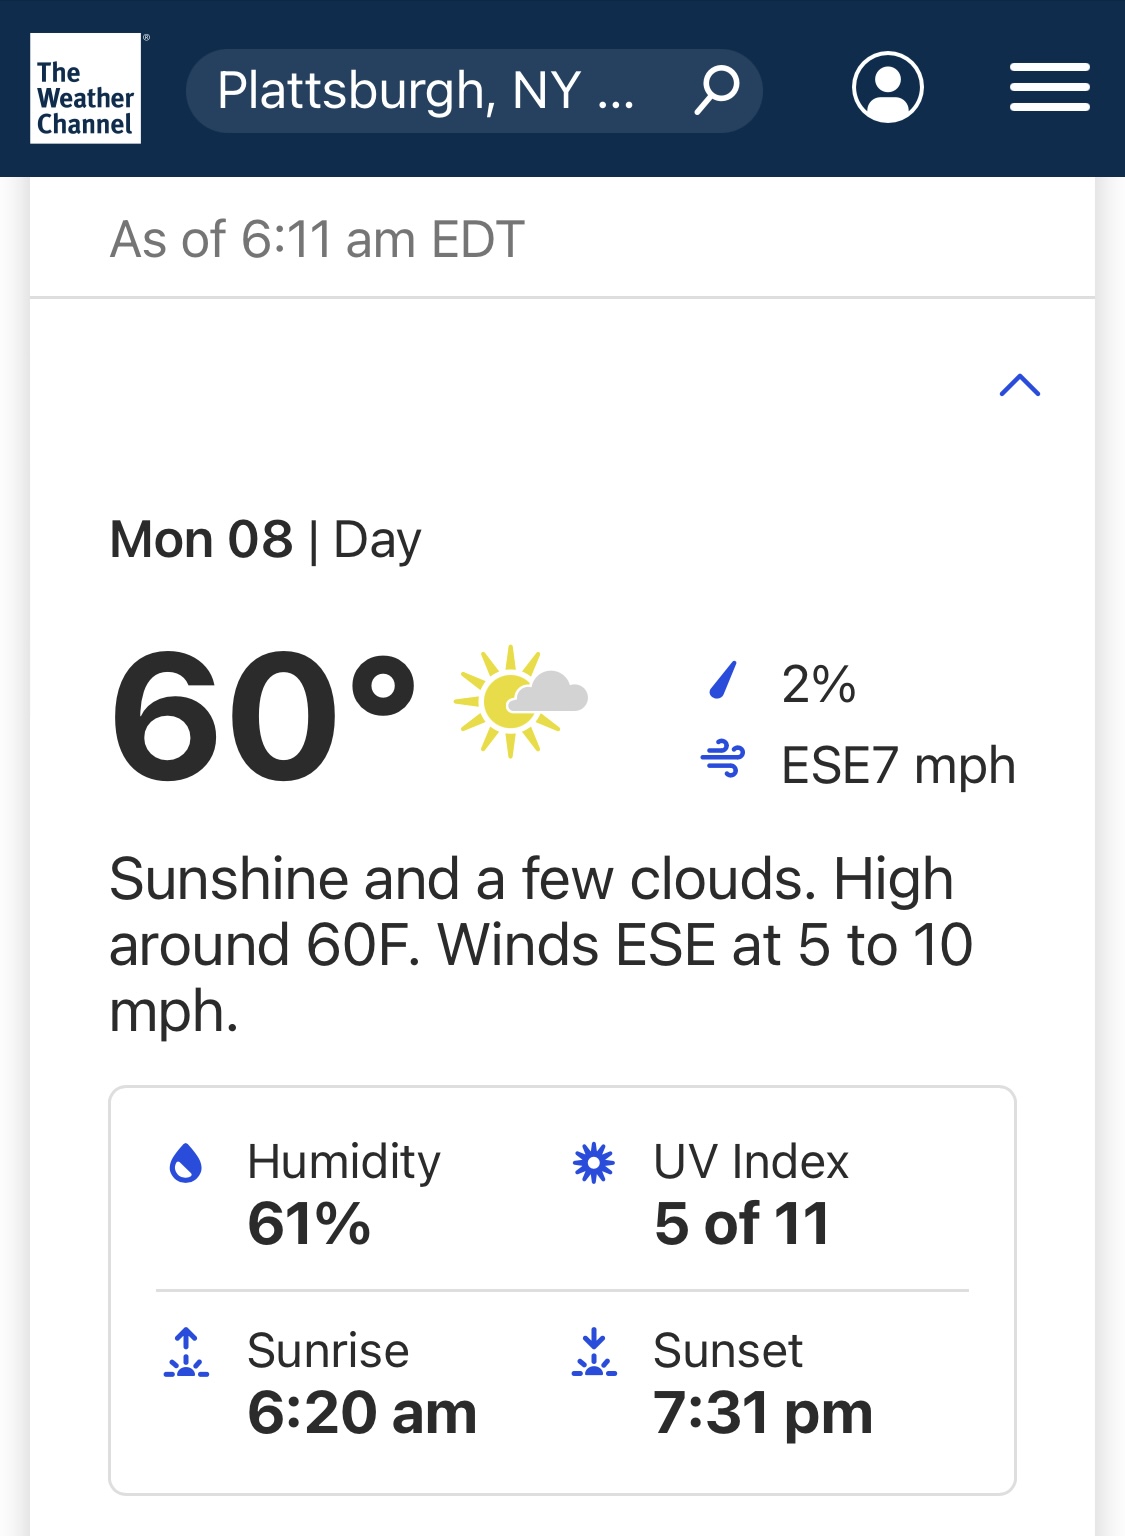 The
Weather
Channel
®
Plattsburgh, NY ...
As of 6:11 am EDT
Mon 08 | Day
60°
2%
ESE7 mph
Sunshine and a few clouds. High
around 60F. Winds ESE at 5 to 10
mph.
Humidity
61%
UV Index
5 of 11
Sunrise
6:20 am
Sunset
7:31 pm